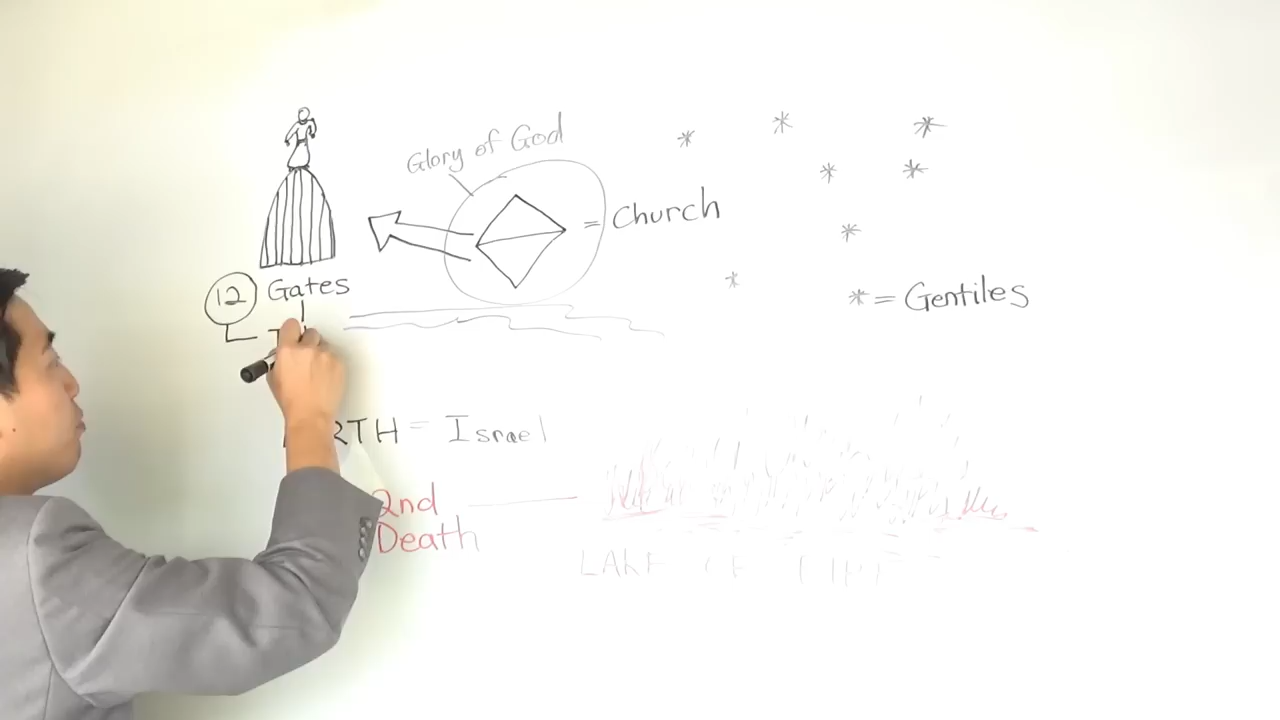 Glory of God
= Church
12 Gates
T
* = Gentiles
RTH = Israel
2nd
Death
LAKE OF FIRE